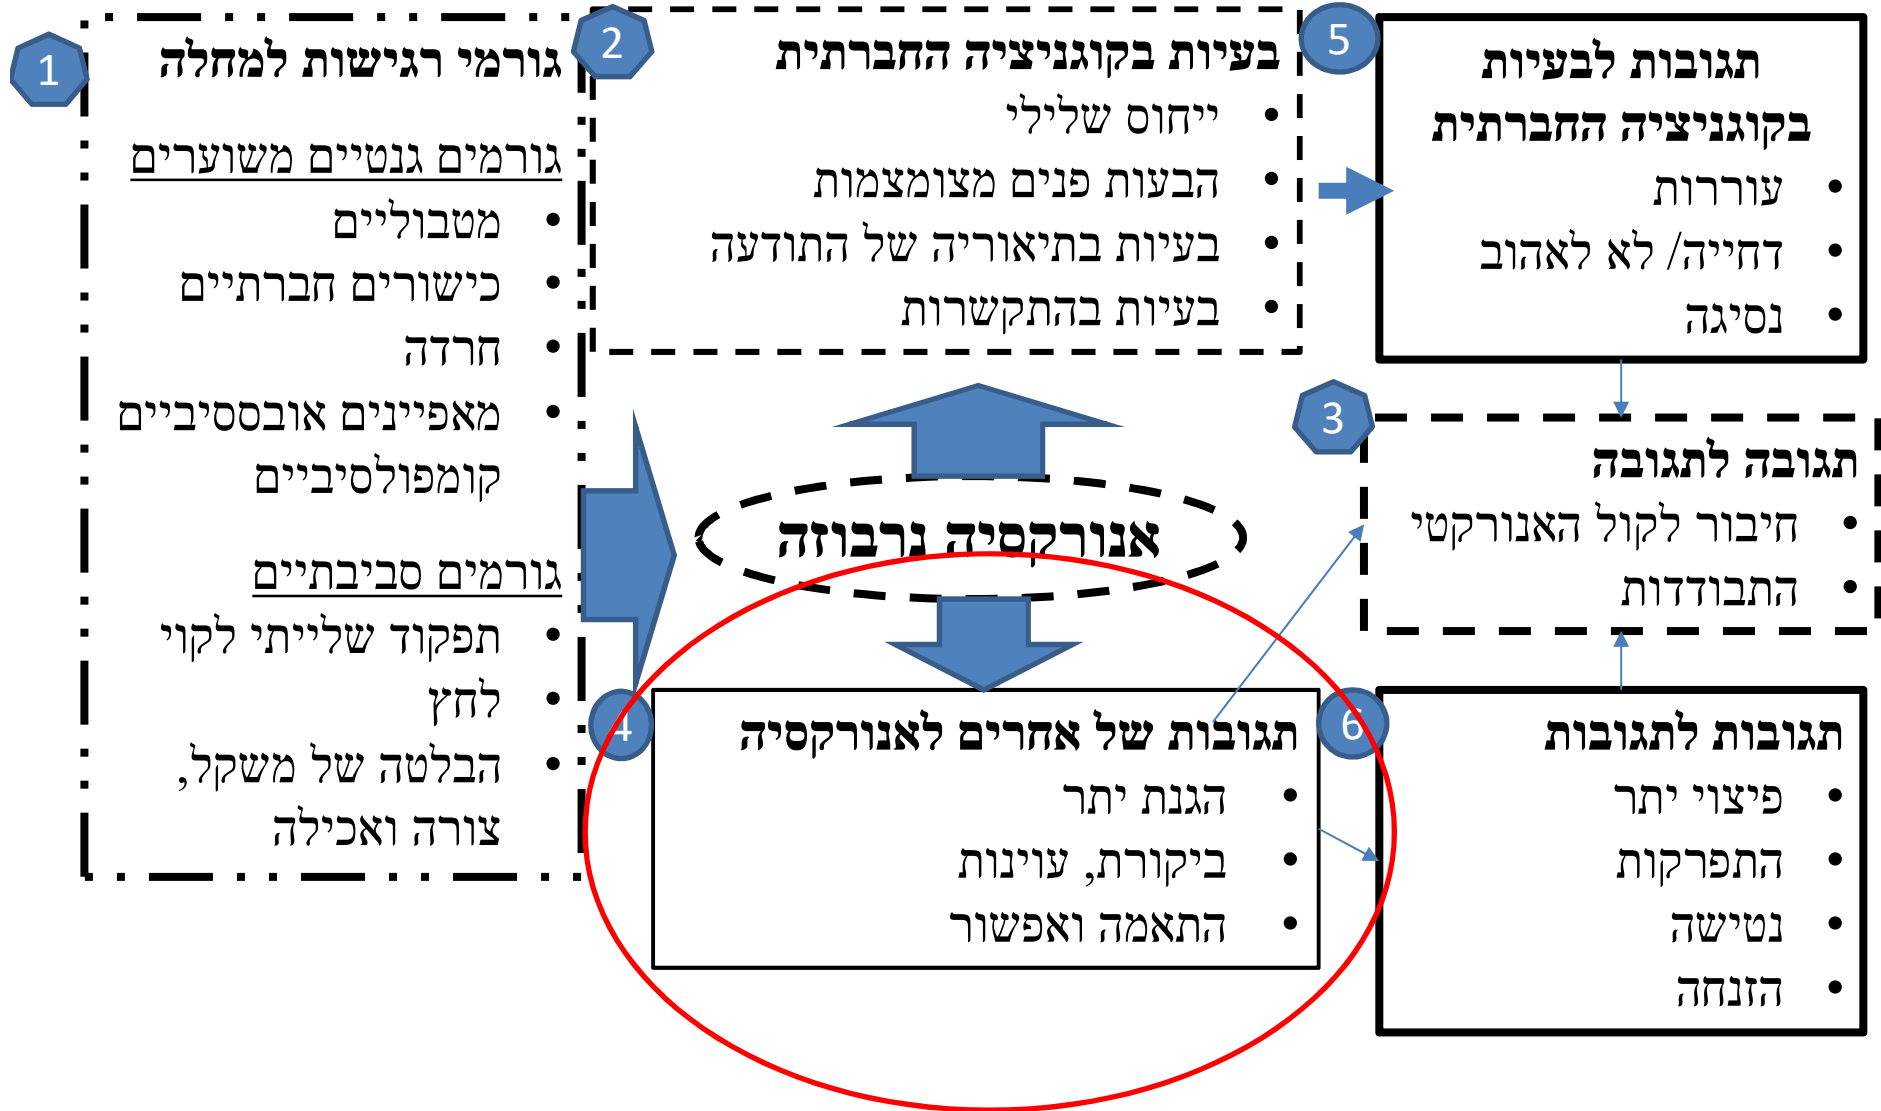 1
גורמי רגישות למחלה
גורמים גנטיים משוערים
• מטבוליים
• כישורים חברתיים
• חרדה
• מאפיינים אובססיביים
קומפולסיביים
גורמים סביבתיים
• תפקוד שלייתי לקוי
• לחץ
• הבלטה של משקל,
צורה ואכילה
2
בעיות בקוגניציה החברתית
• ייחוס שלילי
• הבעות פנים מצומצמות
• בעיות בתיאוריה של התודעה
• בעיות בהתקשרות
5
תגובות לבעיות
בקוגניציה החברתית
• עוררות
• דחייה/ לא לאהוב
• נסיגה
3
תגובה לתגובה
• חיבור לקול האנורקטי
• התבודדות
אנורקסיה נרבוזה
4
תגובות של אחרים לאנורקסיה
• הגנת יתר
• ביקורת, עוינות
• התאמה ואפשור
6
תגובות לתגובות
• פיצוי יתר
• התפרקות
• נטישה
• הזנחה